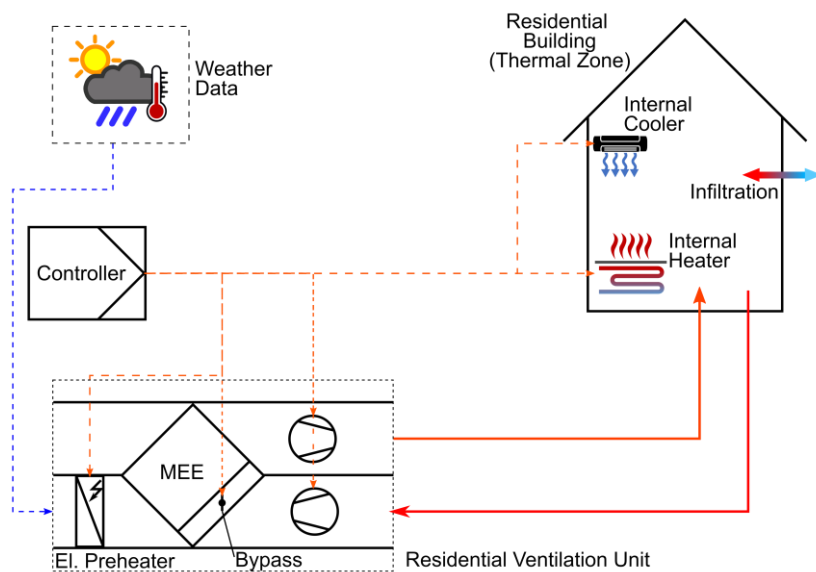 Weather
Data
Residential
Building
(Thermal Zone)
Internal
Cooler
Infiltration
Controller
Internal
Heater
MEE
El. Preheater
Bypass
Residential Ventilation Unit